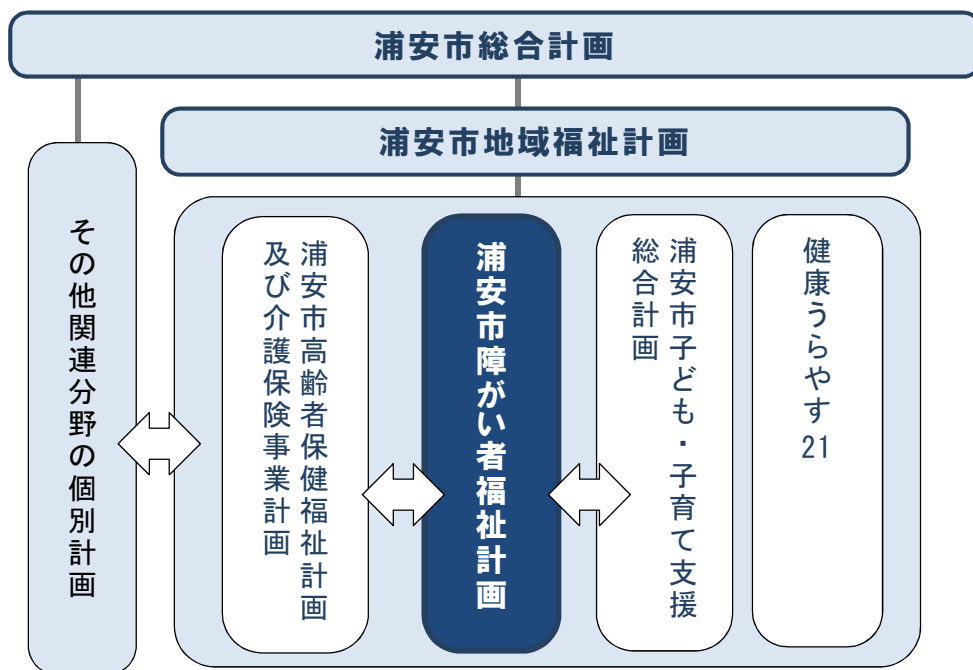 浦安市総合計画
浦安市地域福祉計画
その他関連分野の個別計画
浦安市高齢者保健福祉計画
及び介護保険事業計画
浦安市障がい者福祉計画
浦安市子ども・子育て支援
総合計画
健康うらやす21